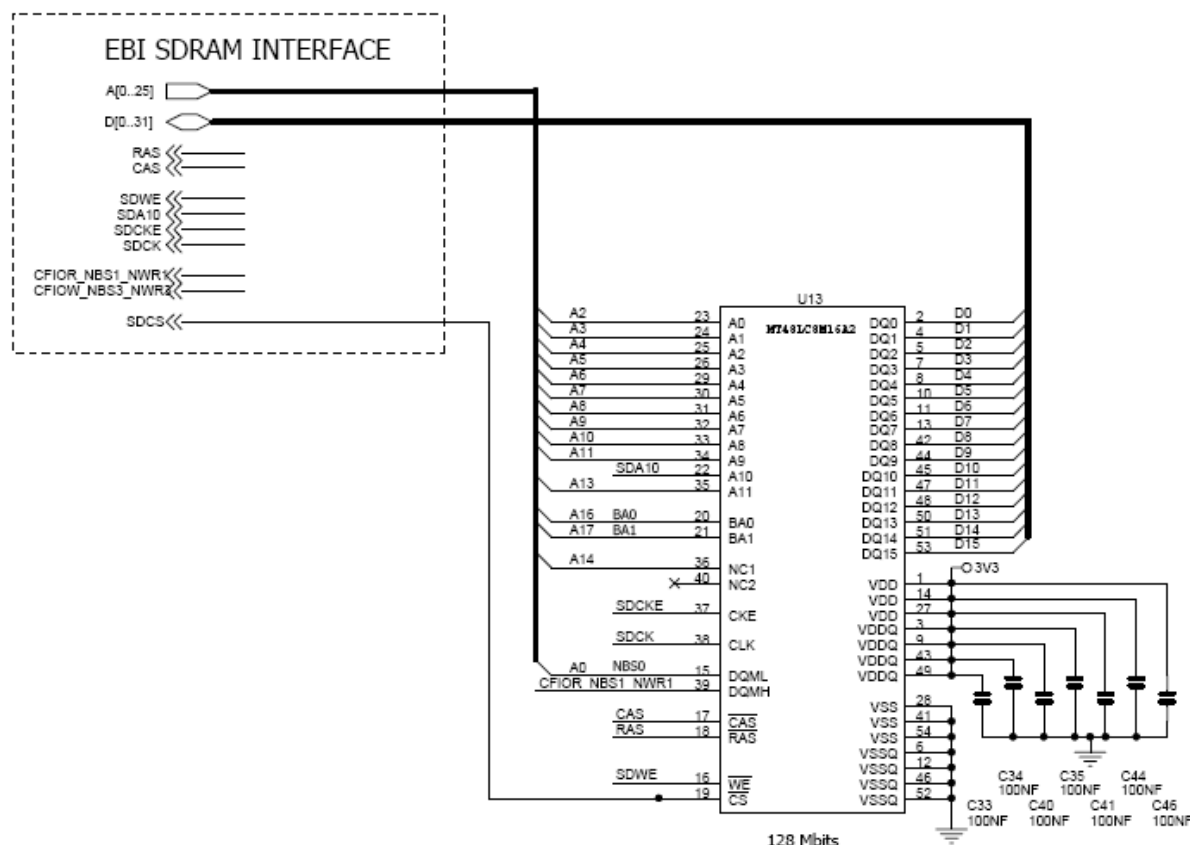 EBI SDRAM INTERFACE
A[0..25]
D[0..31]
RAS
CAS
SDWE
SDA10
SDCKE
SDCK
CFIOR_NBS1_NWR1
CFIOW_NBS3_NWR3
SDCS
U13
MT48LC8M16A2
A2 23 A0 DQ0 2 D0
A3 24 A1 DQ1 4 D1
A4 25 A2 DQ2 5 D2
A5 26 A3 DQ3 7 D3
A6 29 A4 DQ4 8 D4
A7 30 A5 DQ5 10 D5
A8 31 A6 DQ6 11 D6
A9 32 A7 DQ7 13 D7
A10 33 A8 DQ8 42 D8
A11 34 A9 DQ9 44 D9
SDA10 22 A10 DQ10 45 D10
A13 35 A11 DQ11 47 D11
DQ12 48 D12
A16 BA0 20 BA0 DQ13 50 D13
A17 BA1 21 BA1 DQ14 51 D14
DQ15 53 D15
A14 36 NC1
3V3
40 NC2 VDD 1
VDD 14
SDCKE 37 CKE VDD 27
VDDQ 3
SDCK 38 CLK VDDQ 9
VDDQ 43
A0 NBS0 15 DQML VDDQ 49
CFIOR_NBS1_NWR1 39 DQMH
VSS 28
CAS 17 CAS VSS 41
RAS 18 RAS VSS 54
VSSQ 6
VSSQ 12
SDWE 16 WE VSSQ 46
19 CS VSSQ 52
C34 C35 C44
100NF 100NF 100NF
C33 C40 C41 C46
100NF 100NF 100NF 100NF
128 Mbits